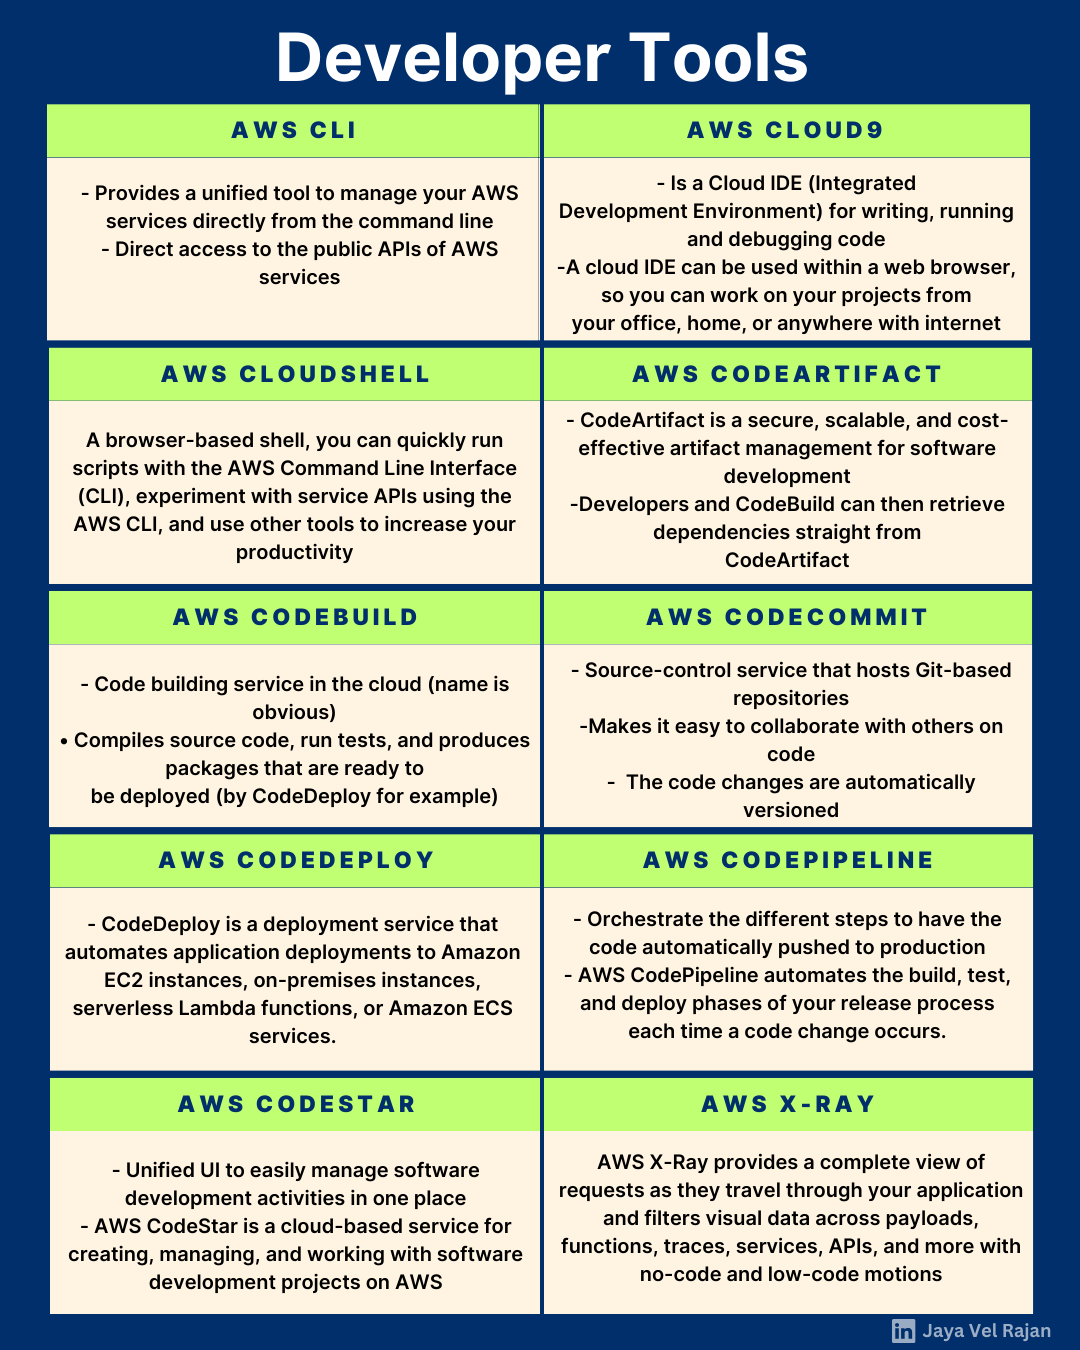 Developer Tools
AWS CLI
- Provides a unified tool to manage your AWS
services directly from the command line
- Direct access to the public APIs of AWS
services
AWS CLOUD9
- Is a Cloud IDE (Integrated
Development Environment) for writing, running
and debugging code
-A cloud IDE can be used within a web browser,
so you can work on your projects from
your office, home, or anywhere with internet
AWS CLOUDSHELL
A browser-based shell, you can quickly run
scripts with the AWS Command Line Interface
(CLI), experiment with service APIs using the
AWS CLI, and use other tools to increase your
productivity
AWS CODEARTIFACT
- CodeArtifact is a secure, scalable, and cost-
effective artifact management for software
development
-Developers and CodeBuild can then retrieve
dependencies straight from
CodeArtifact
AWS CODEBUILD
- Code building service in the cloud (name is
obvious)
• Compiles source code, run tests, and produces
packages that are ready to
be deployed (by CodeDeploy for example)
AWS CODECOMMIT
- Source-control service that hosts Git-based
repositories
-Makes it easy to collaborate with others on
code
- The code changes are automatically
versioned
AWS CODEDEPLOY
- CodeDeploy is a deployment service that
automates application deployments to Amazon
EC2 instances, on-premises instances,
serverless Lambda functions, or Amazon ECS
services.
AWS CODEPIPELINE
- Orchestrate the different steps to have the
code automatically pushed to production
- AWS CodePipeline automates the build, test,
and deploy phases of your release process
each time a code change occurs.
AWS CODESTAR
- Unified UI to easily manage software
development activities in one place
- AWS CodeStar is a cloud-based service for
creating, managing, and working with software
development projects on AWS
AWS X-RAY
AWS X-Ray provides a complete view of
requests as they travel through your application
and filters visual data across payloads,
functions, traces, services, APIs, and more with
no-code and low-code motions
in Jaya Vel Rajan